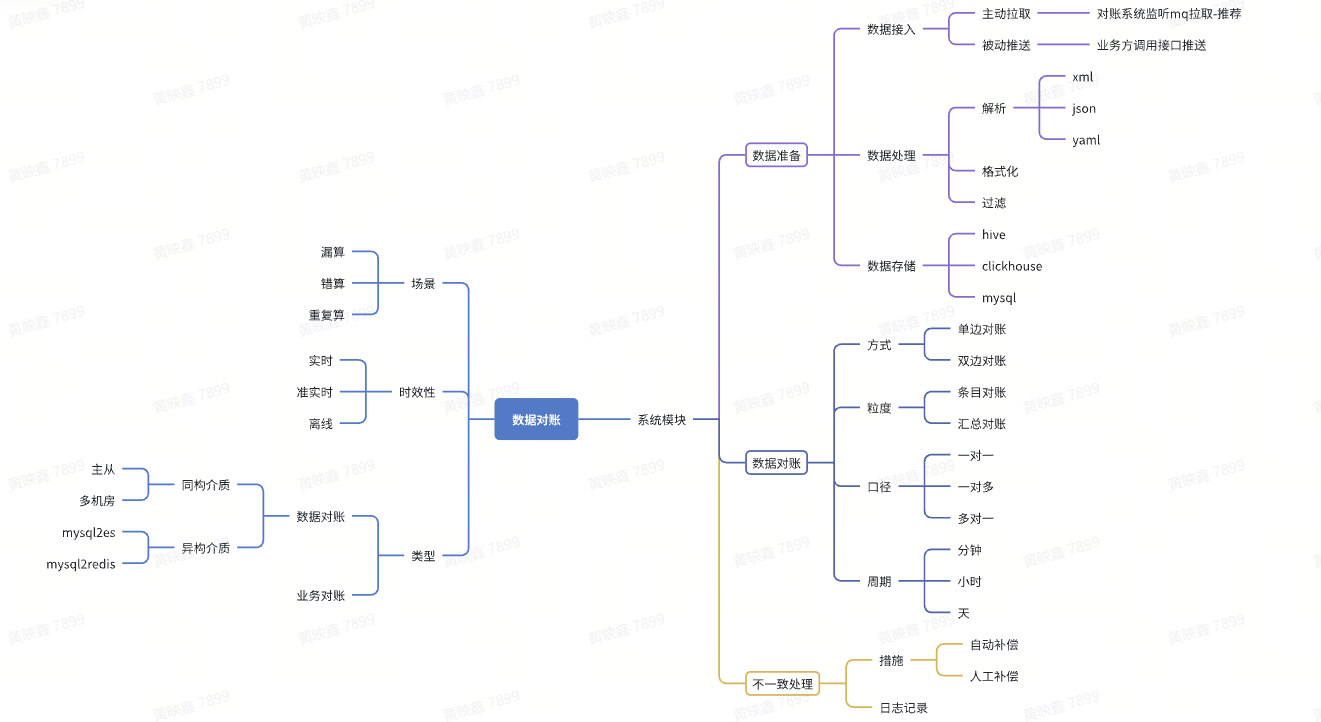 数据对账
场景
漏算
错算
重复算
时效性
实时
准实时
离线
类型
数据对账
同构介质
主从
多机房
异构介质
mysql2es
mysql2redis
业务对账
系统模块
数据准备
数据接入
主动拉取
对账系统监听mq拉取-推荐
被动推送
业务方调用接口推送
数据处理
解析
xml
json
yaml
格式化
过滤
数据存储
hive
clickhouse
mysql
数据对账
方式
单边对账
双边对账
粒度
条目对账
汇总对账
口径
一对一
一对多
多对一
周期
分钟
小时
天
不一致处理
措施
自动补偿
人工补偿
日志记录
黄映鑫 7899